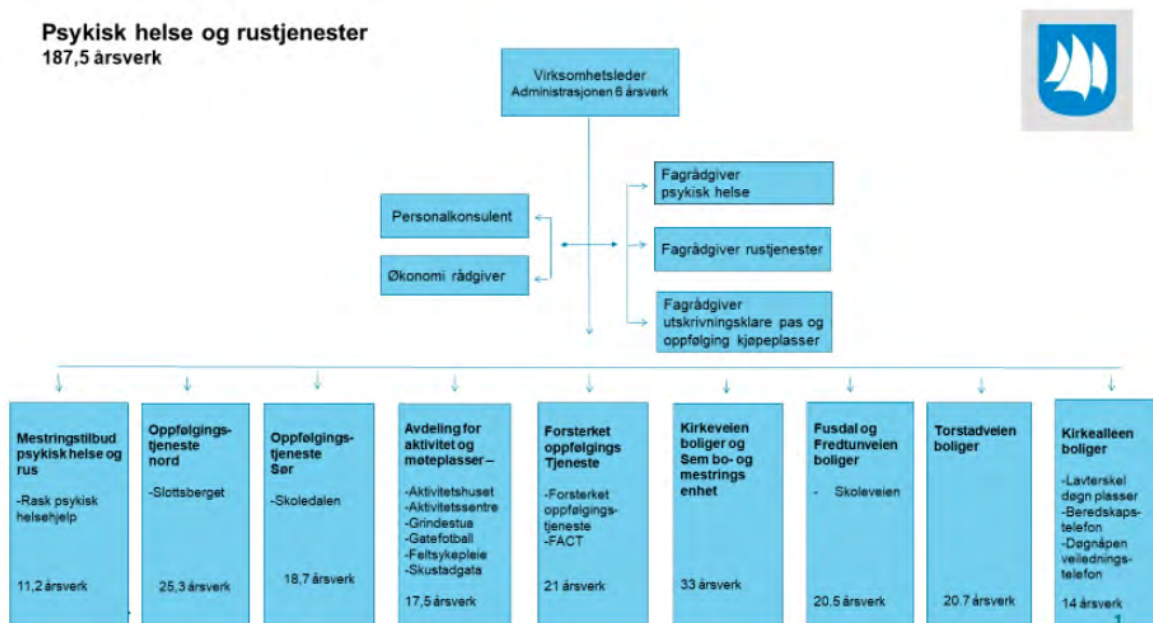 Psykisk helse og rustjenester
187,5 årsverk
Virksomhetsleder
Administrasjonen 6 årsverk
Personalkonsulent
Økonomi rådgiver
Fagrådgiver
psykisk helse
Fagrådgiver rustjenester
Fagrådgiver
utskrivningsklare pas og
oppfølging kjøpeplasser
Mestringstilbud
psykisk helse og
rus
-Rask psykisk
helsehjelp
11,2 årsverk
Oppfølgings-
tjeneste
nord
-Slottsberget
25,3 årsverk
Oppfølgings-
tjeneste
Sør
-Skoledalen
18,7 årsverk
Avdeling for
aktivitet og
møteplasser –
-Aktivitetshuset
-Aktivitetssentre
-Grindestua
-Gatefotball
-Feltsykepleie
-Skustadgata
17,5 årsverk
Forsterket
oppfølgings
Tjeneste
-Forsterket
oppfølgings-
tjeneste
-FACT
21 årsverk
Kirkeveien
boliger og
Sem bo- og
mestrings
enhet
33 årsverk
Fusdal og
Fredtunveien
boliger
- Skoleveien
20.5 årsverk
Torstadveien
boliger
20.7 årsverk
Kirkealleen
boliger
-Lavterskel
døgn plasser
-Beredskaps-
telefon
-Døgnåpen
veilednings-
telefon
14 årsverk
1